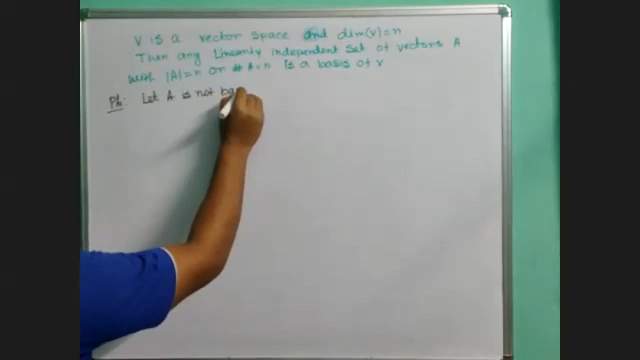 V is a vector space and dim(v)=n
Then any Linearly independent set of vectors A
with |A|=n or # A=n is a basis of v
Pf: Let A is not ba